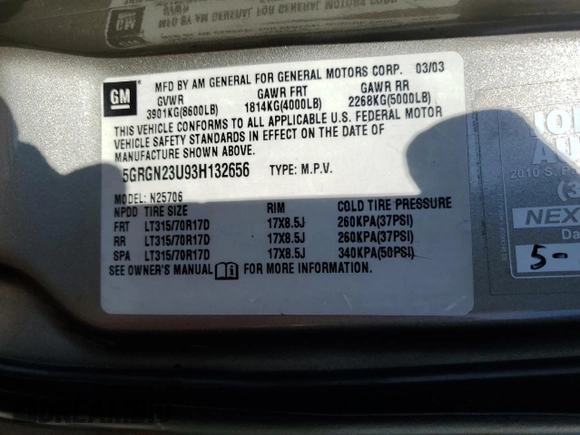 GM
MFD BY AM GENERAL FOR GENERAL MOTORS CORP. 03/03
GVWR GAWR FRT GAWR RR
3901KG(8600LB) 1814KG(4000LB) 2268KG(5000LB)
THIS VEHICLE CONFORMS TO ALL APPLICABLE U.S. FEDERAL MOTOR
VEHICLE SAFETY STANDARDS IN EFFECT ON THE DATE OF
MANUFACTURE SHOWN ABOVE.
5GRGN23U93H132656 TYPE: M.P.V.
MODEL: N25706
NPDD TIRE SIZE RIM COLD TIRE PRESSURE
FRT LT315/70R17D 17X8.5J 260KPA(37PSI)
RR LT315/70R17D 17X8.5J 260KPA(37PSI)
SPA LT315/70R17D 17X8.5J 340KPA(50PSI)
SEE OWNER'S MANUAL FOR MORE INFORMATION.
2010 S.
NEX
Da
5-